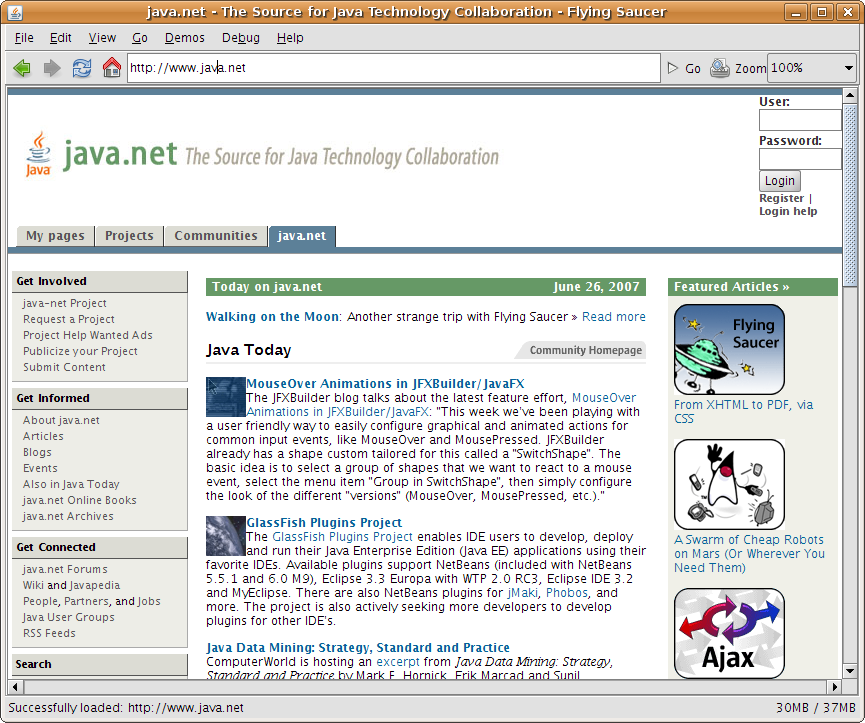 java.net - The Source for Java Technology Collaboration - Flying Saucer
File Edit View Go Demos Debug Help
http://www.java.net Go Zoom 100%
User:
Password:
Login
Register |
Login help
Java
java.net The Source for Java Technology Collaboration
My pages Projects Communities java.net
Get Involved
java-net Project
Request a Project
Project Help Wanted Ads
Publicize your Project
Submit Content
Get Informed
About java.net
Articles
Blogs
Events
Also in Java Today
java.net Online Books
java.net Archives
Get Connected
java.net Forums
Wiki and Javapedia
People, Partners, and Jobs
Java User Groups
RSS Feeds
Search
Today on java.net June 26, 2007
Walking on the Moon: Another strange trip with Flying Saucer » Read more
Java Today Community Homepage
MouseOver Animations in JFXBuilder/JavaFX
The JFXBuilder blog talks about the latest feature effort, MouseOver
Animations in JFXBuilder/JavaFX: "This week we've been playing with
a user friendly way to easily configure graphical and animated actions for
common input events, like MouseOver and MousePressed. JFXBuilder
already has a shape custom tailored for this called a "SwitchShape". The
basic idea is to select a group of shapes that we want to react to a mouse
event, select the menu item "Group in SwitchShape", then simply configure
the look of the different "versions" (MouseOver, MousePressed, etc.)."
GlassFish Plugins Project
The GlassFish Plugins Project enables IDE users to develop, deploy
and run their Java Enterprise Edition (Java EE) applications using their
favorite IDEs. Available plugins support NetBeans (included with NetBeans
5.5.1 and 6.0 M9), Eclipse 3.3 Europa with WTP 2.0 RC3, Eclipse IDE 3.2
and MyEclipse. There are also NetBeans plugins for jMaki, Phobos, and
more. The project is also actively seeking more developers to develop
plugins for other IDE's.
Java Data Mining: Strategy, Standard and Practice
ComputerWorld is hosting an excerpt from Java Data Mining: Strategy,
Standard and Practice by Mark F. Hornick, Erik Marcad and Sunil
Featured Articles »
Flying
Saucer
From XHTML to PDF, via
CSS
A Swarm of Cheap Robots
on Mars (Or Wherever You
Need Them)
Ajax
Successfully loaded: http://www.java.net 30MB / 37MB